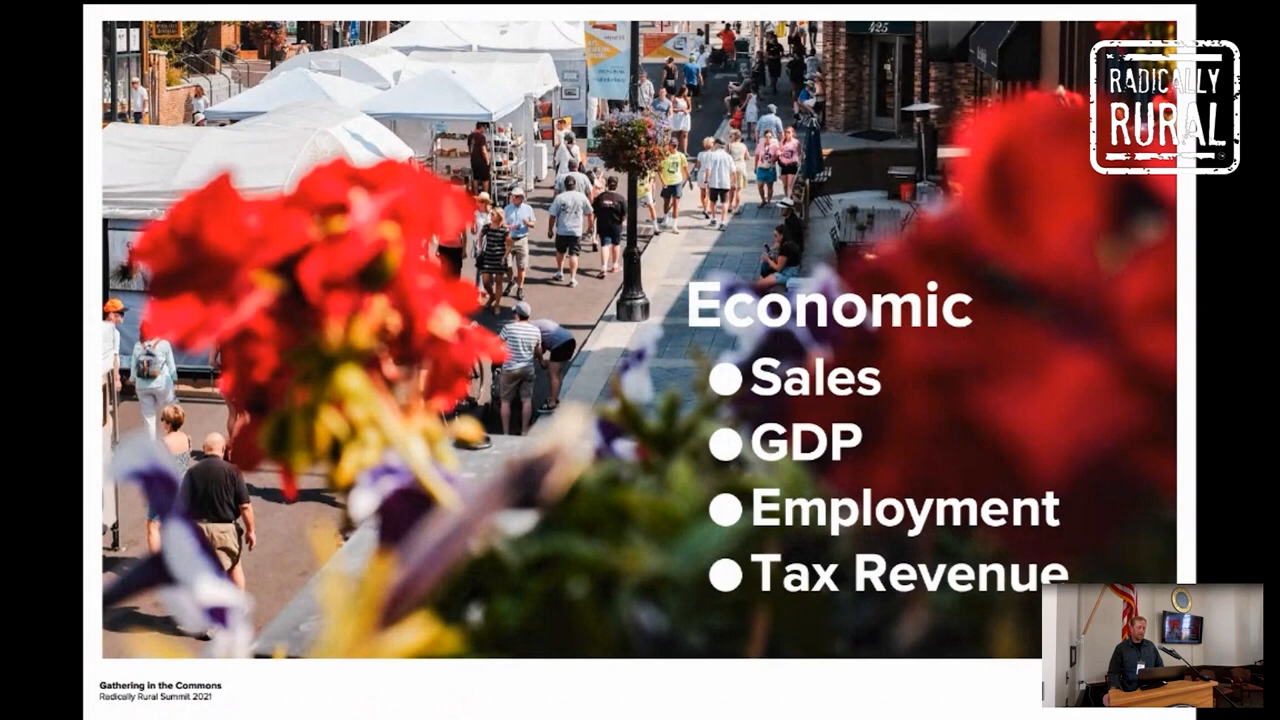 425
RADICALLY
RURAL
Economic
Sales
GDP
Employment
Tax Revenue
Gathering in the Commons
Radically Rural Summit 2021